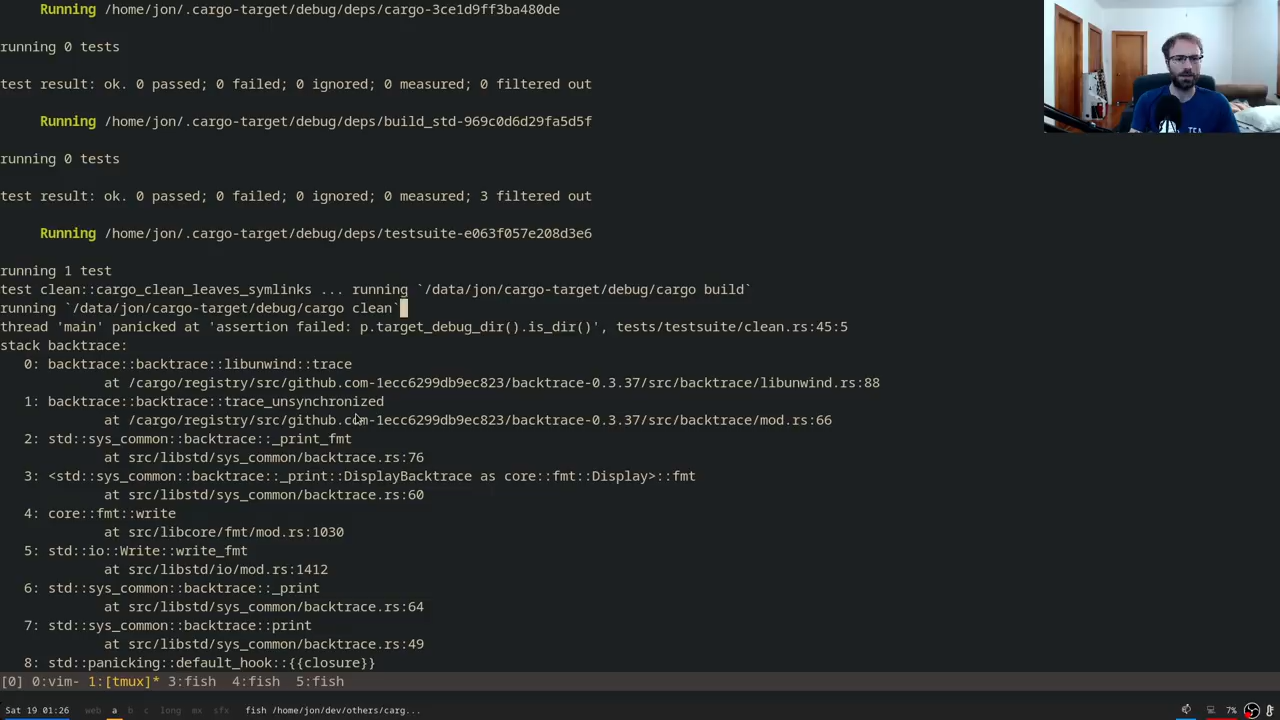 Running /home/jon/.cargo-target/debug/deps/cargo-3ce1d9ff3ba480de
running 0 tests
test result: ok. 0 passed; 0 failed; 0 ignored; 0 measured; 0 filtered out
Running /home/jon/.cargo-target/debug/deps/build_std-969c0d6d29fa5d5f
running 0 tests
test result: ok. 0 passed; 0 failed; 0 ignored; 0 measured; 3 filtered out
Running /home/jon/.cargo-target/debug/deps/testsuite-e063f057e208d3e6
running 1 test
test clean::cargo_clean_leaves_symlinks ... running `/data/jon/cargo-target/debug/cargo build`
running `/data/jon/cargo-target/debug/cargo clean`
thread 'main' panicked at 'assertion failed: p.target_debug_dir().is_dir()', tests/testsuite/clean.rs:45:5
stack backtrace:
0: backtrace::backtrace::libunwind::trace
at /cargo/registry/src/github.com-1ecc6299db9ec823/backtrace-0.3.37/src/backtrace/libunwind.rs:88
1: backtrace::backtrace::trace_unsynchronized
at /cargo/registry/src/github.com-1ecc6299db9ec823/backtrace-0.3.37/src/backtrace/mod.rs:66
2: std::sys_common::backtrace::_print_fmt
at src/libstd/sys_common/backtrace.rs:76
3: <std::sys_common::backtrace::_print::DisplayBacktrace as core::fmt::Display>::fmt
at src/libstd/sys_common/backtrace.rs:60
4: core::fmt::write
at src/libcore/fmt/mod.rs:1030
5: std::io::Write::write_fmt
at src/libstd/io/mod.rs:1412
6: std::sys_common::backtrace::_print
at src/libstd/sys_common/backtrace.rs:64
7: std::sys_common::backtrace::print
at src/libstd/sys_common/backtrace.rs:49
8: std::panicking::default_hook::{{closure}}
[0] 0:vim- 1:[tmux]* 3:fish 4:fish 5:fish
Sat 19 01:26 web a b c long mx sfx fish /home/jon/dev/others/carg... 7%
TEA